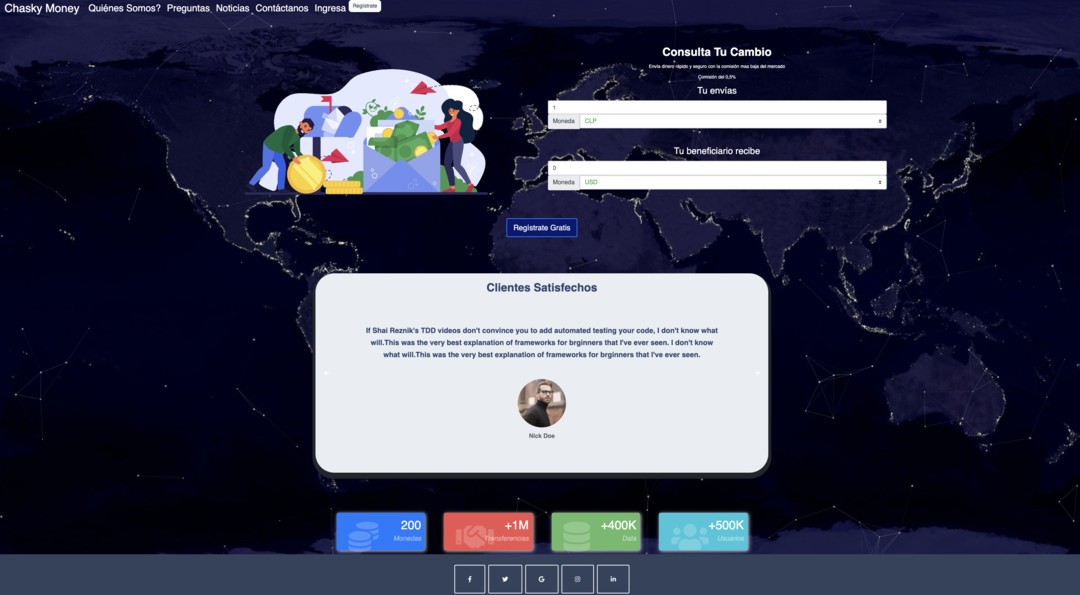 Chasky Money Quiénes Somos? Preguntas Noticias Contáctanos Ingresa Regístrate
Consulta Tu Cambio
Envía dinero rápido y seguro con la comisión mas baja del mercado
Comisión del 0,5%
Tu envías
1
Moneda CLP
Tu beneficiario recibe
0
Moneda USD
Regístrate Gratis
Clientes Satisfechos
If Shai Reznik's TDD videos don't convince you to add automated testing your code, I don't know what
will.This was the very best explanation of frameworks for brginners that I've ever seen. I don't know
what will.This was the very best explanation of frameworks for brginners that I've ever seen.
Nick Doe
200
Monedas
+1M
Transferencias
+400K
Data
+500K
Usuarios